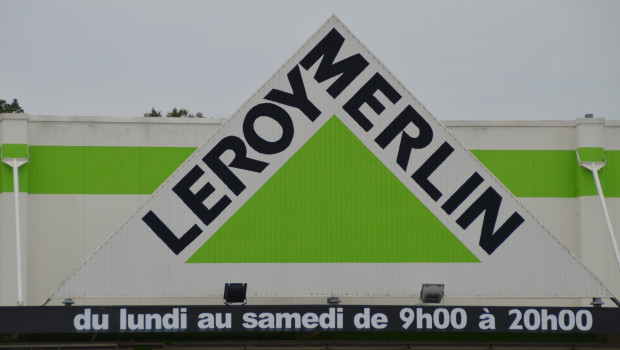 LEROY MERLIN
du lundi au samedi de 9h00 à 20h00